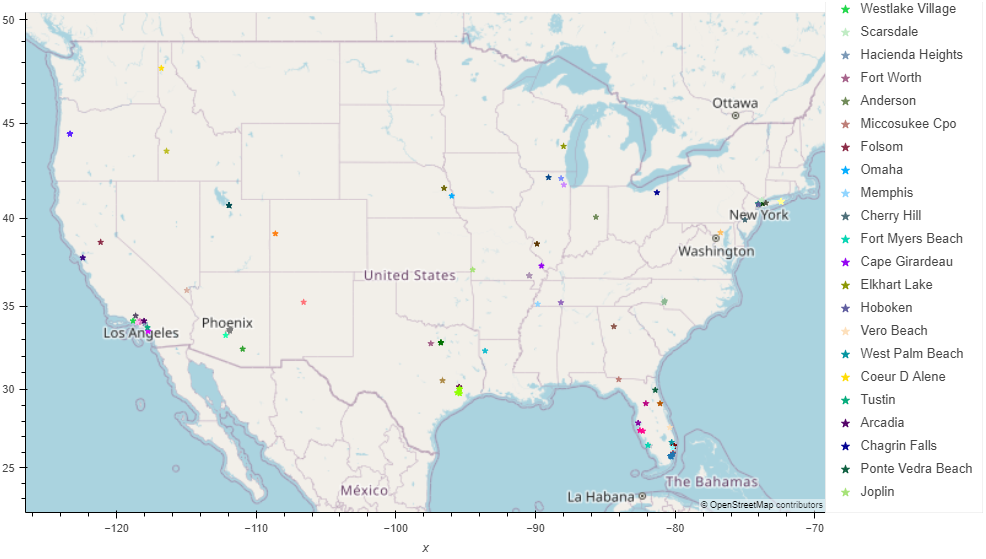 50
45
40
35
30
25
−120
−110
−100
−90
−80
−70
x
Ottawa
New York
Washington
United States
Los Angeles
Phoenix
México
La Habana
The Bahamas
© OpenStreetMap contributors
Westlake Village
Scarsdale
Hacienda Heights
Fort Worth
Anderson
Miccosukee Cpo
Folsom
Omaha
Memphis
Cherry Hill
Fort Myers Beach
Cape Girardeau
Elkhart Lake
Hoboken
Vero Beach
West Palm Beach
Coeur D Alene
Tustin
Arcadia
Chagrin Falls
Ponte Vedra Beach
Joplin